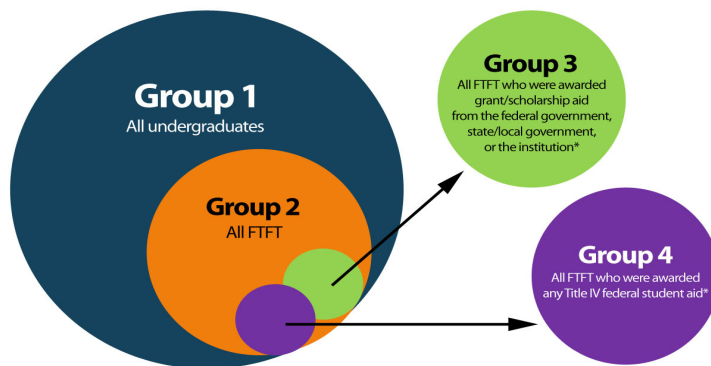 Group 1
All undergraduates
Group 2
All FTFT
Group 3
All FTFT who were awarded
grant/scholarship aid
from the federal government,
state/local government,
or the institution*
Group 4
All FTFT who were awarded
any Title IV federal student aid*